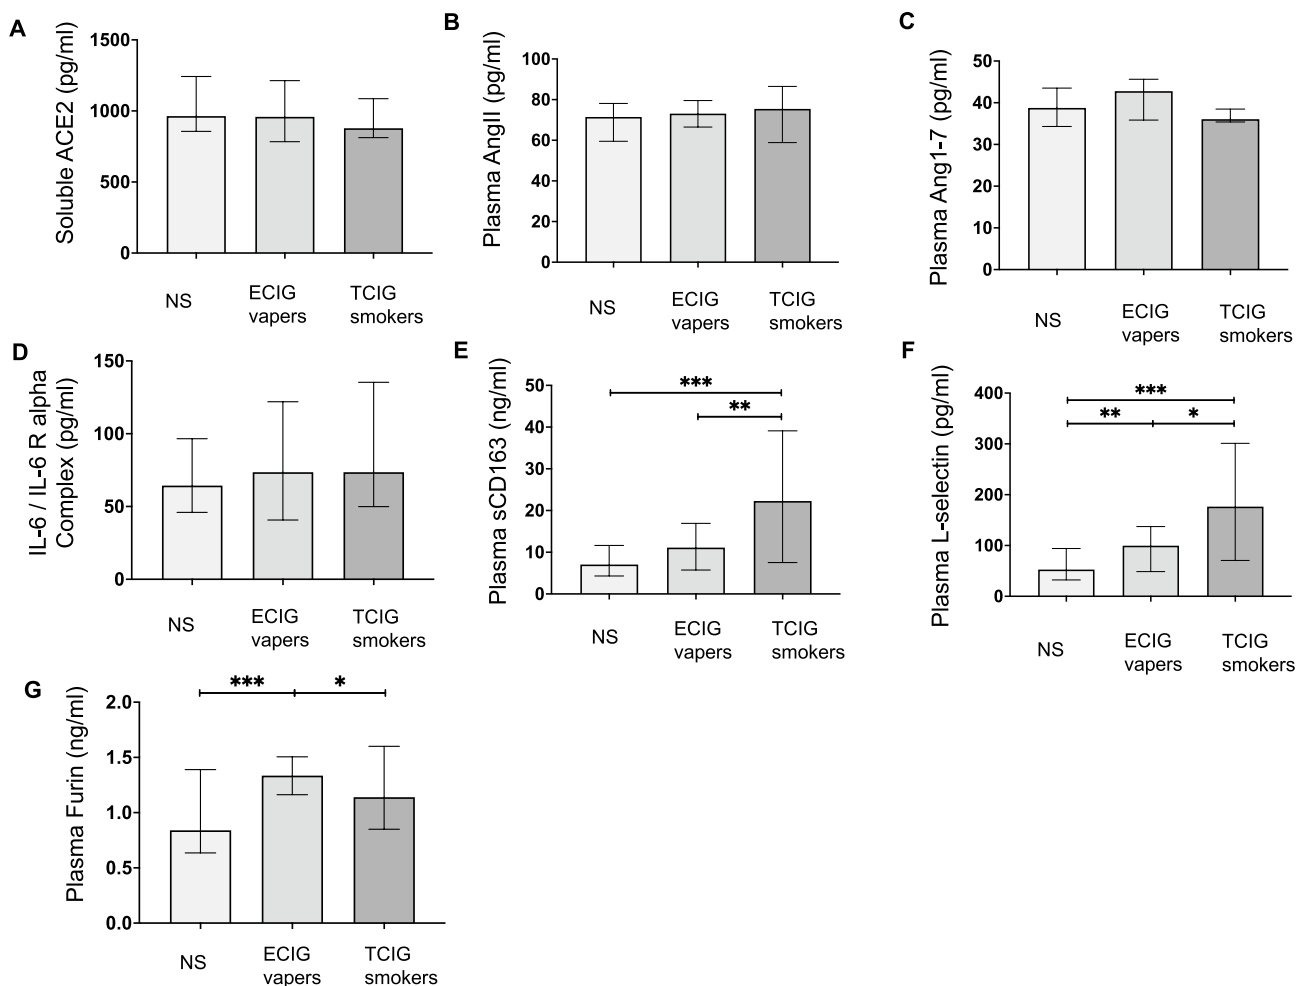 A
Soluble ACE2 (pg/ml)
1500
1000
500
0
NS
ECIG
vapers
TCIG
smokers
B
Plasma AngII (pg/ml)
100
80
60
40
20
0
NS
ECIG
vapers
TCIG
smokers
C
Plasma Ang1-7 (pg/ml)
50
40
30
20
10
0
NS
ECIG
vapers
TCIG
smokers
D
IL-6 / IL-6 R alpha
Complex (pg/ml)
150
100
50
0
NS
ECIG
vapers
TCIG
smokers
E
Plasma sCD163 (ng/ml)
50
40
30
20
10
0
***
**
NS
ECIG
vapers
TCIG
smokers
F
Plasma L-selectin (pg/ml)
400
300
200
100
0
***
** *
NS
ECIG
vapers
TCIG
smokers
G
Plasma Furin (ng/ml)
2.0
1.5
1.0
0.5
0.0
*** *
NS
ECIG
vapers
TCIG
smokers